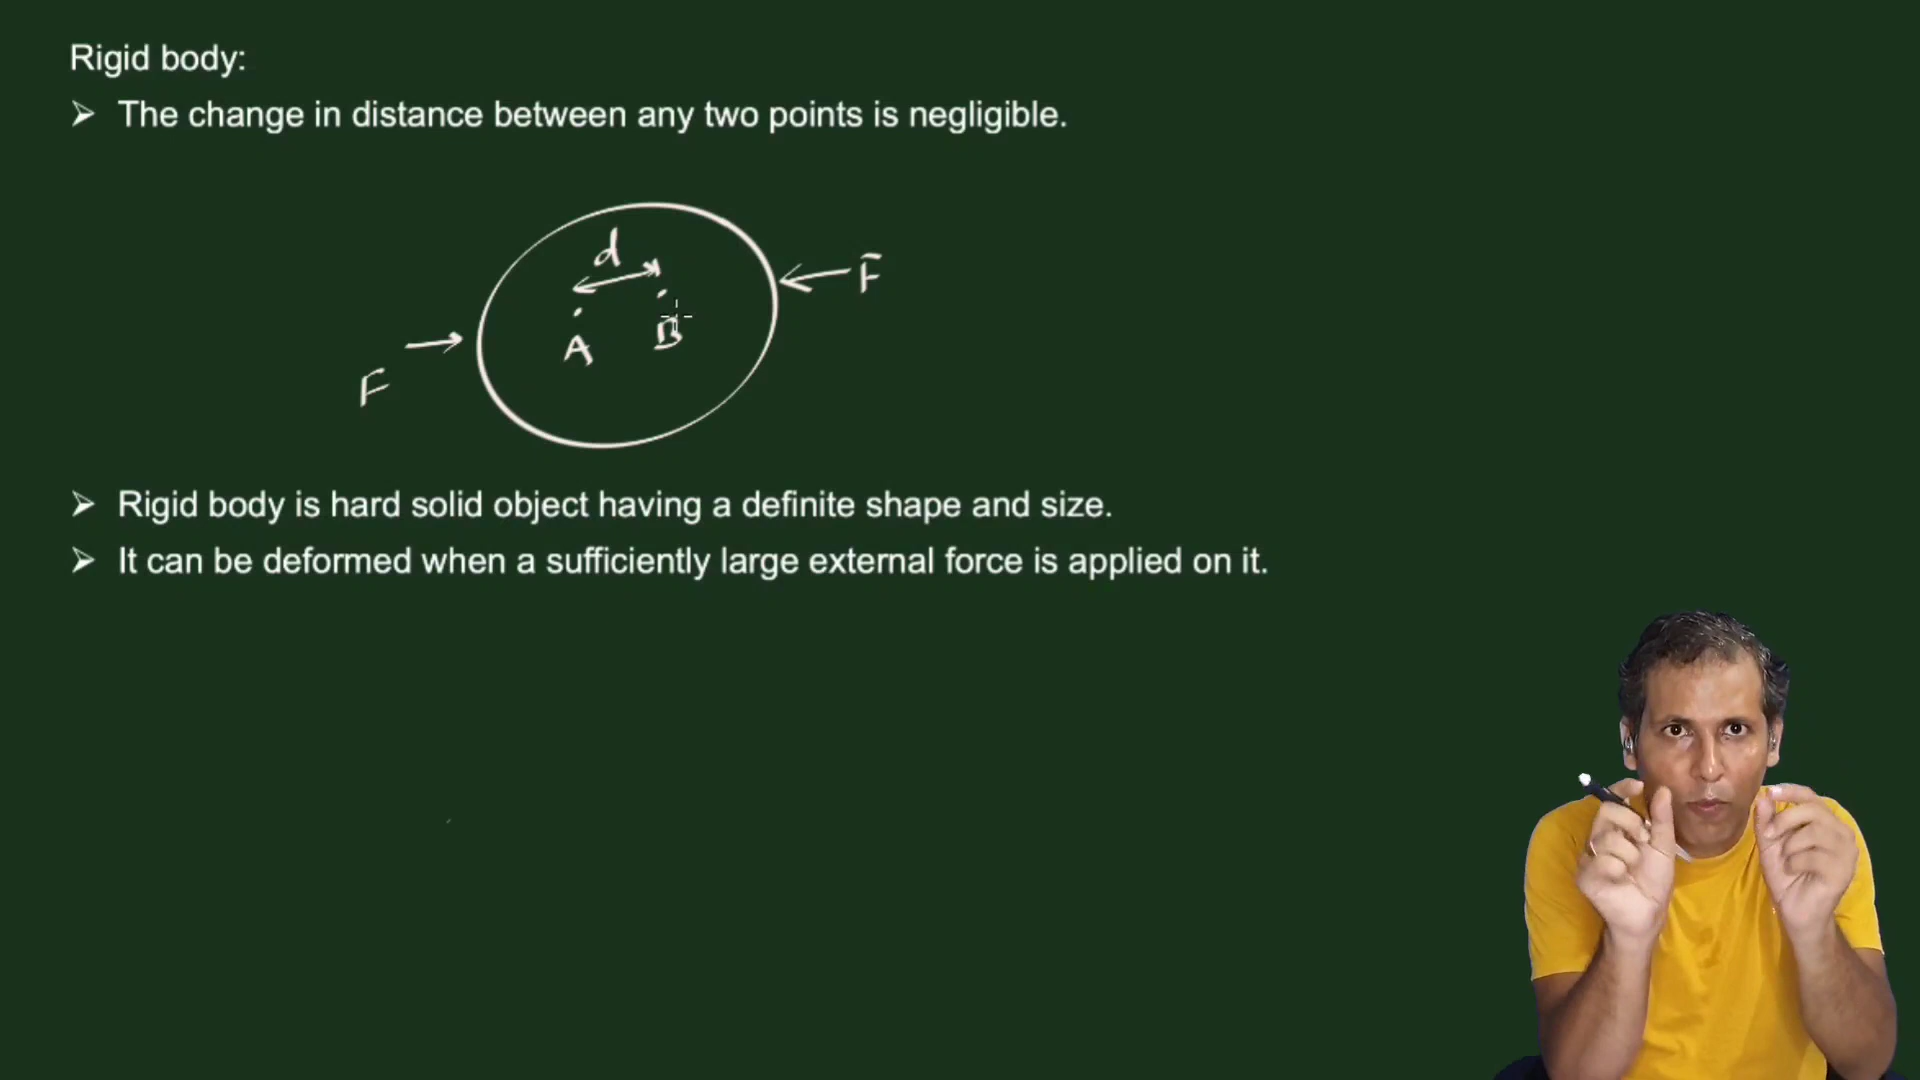 Rigid body:
➢ The change in distance between any two points is negligible.
d
F
A
B
F
➢ Rigid body is hard solid object having a definite shape and size.
➢ It can be deformed when a sufficiently large external force is applied on it.